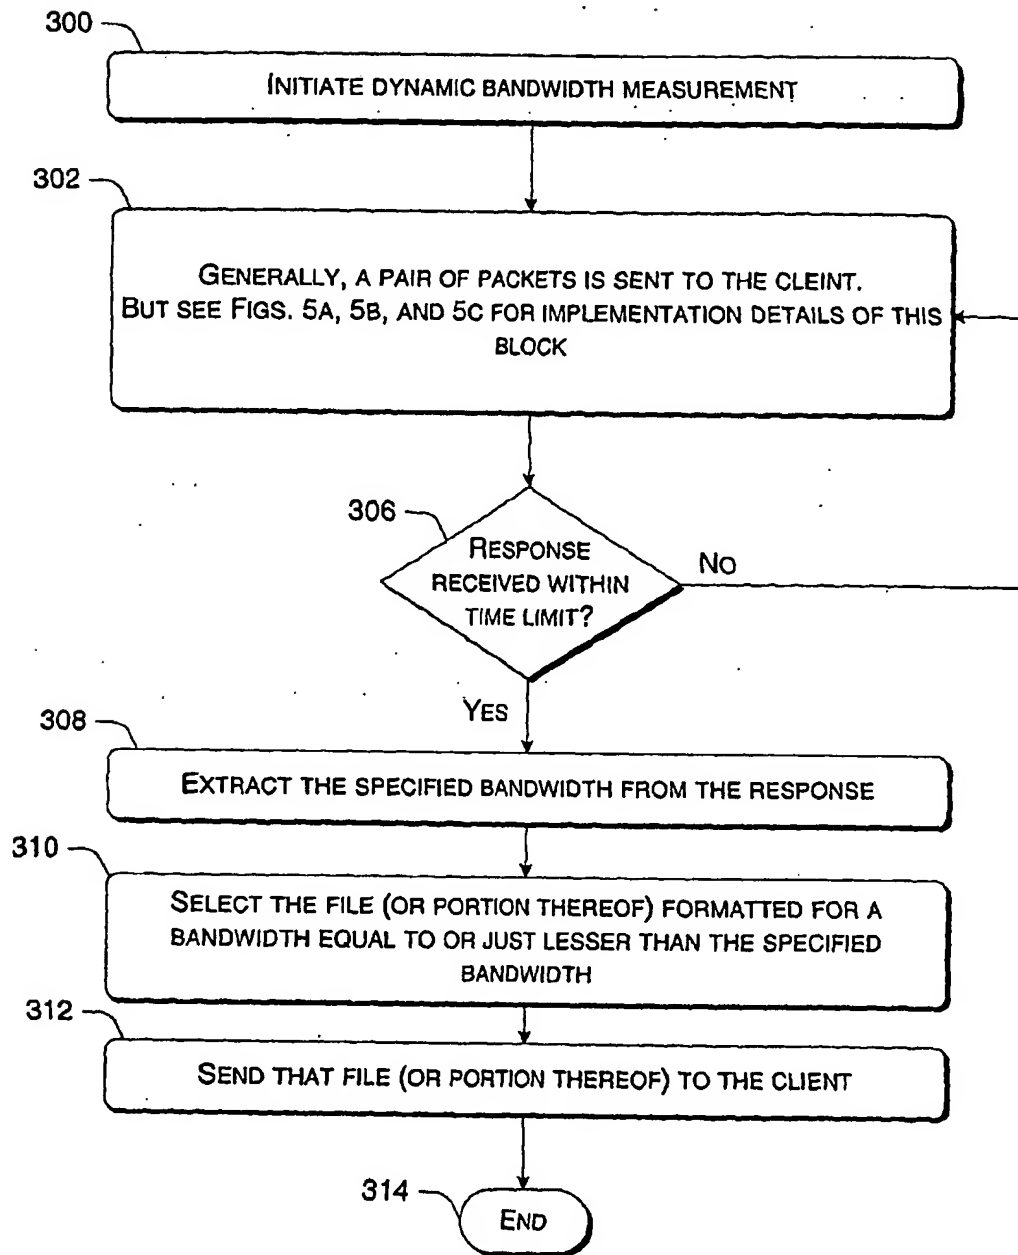 300
INITIATE DYNAMIC BANDWIDTH MEASUREMENT
302
GENERALLY, A PAIR OF PACKETS IS SENT TO THE CLEINT.
BUT SEE FIGS. 5A, 5B, AND 5C FOR IMPLEMENTATION DETAILS OF THIS
BLOCK
306
RESPONSE
RECEIVED WITHIN
TIME LIMIT?
NO
YES
308
EXTRACT THE SPECIFIED BANDWIDTH FROM THE RESPONSE
310
SELECT THE FILE (OR PORTION THEREOF) FORMATTED FOR A
BANDWIDTH EQUAL TO OR JUST LESSER THAN THE SPECIFIED
BANDWIDTH
312
SEND THAT FILE (OR PORTION THEREOF) TO THE CLIENT
314
END